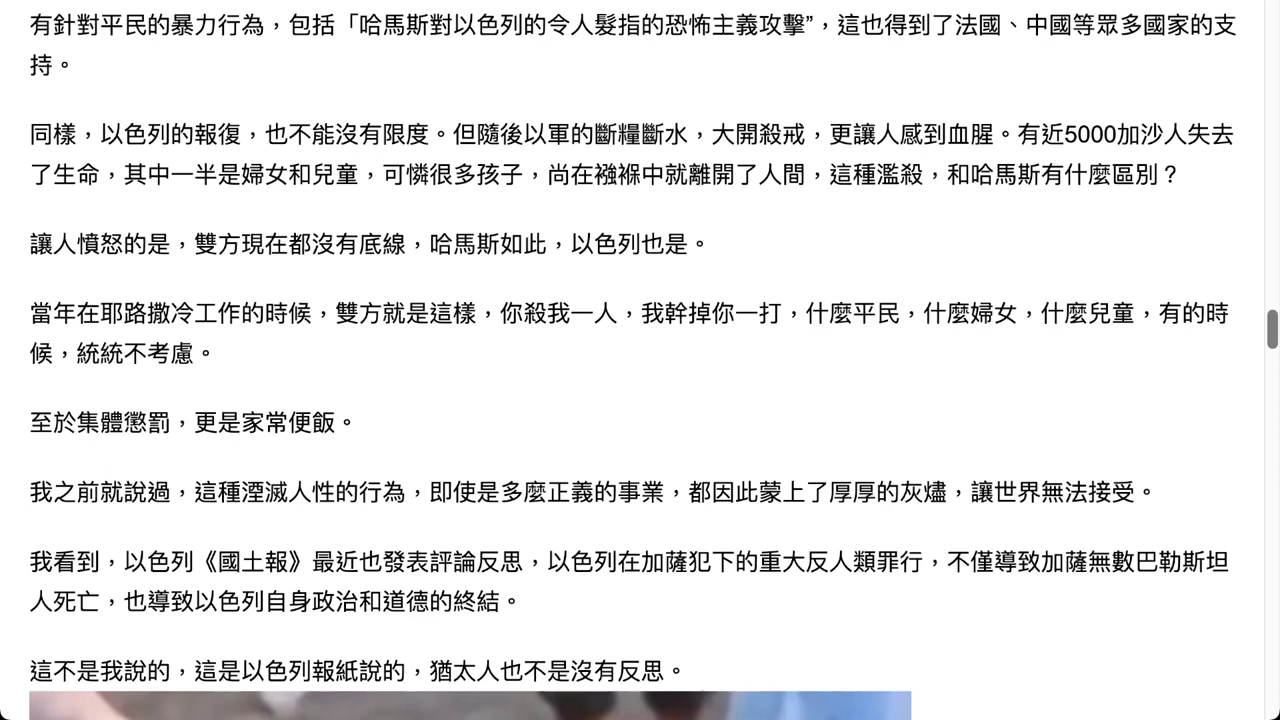 有針對平民的暴力行為，包括「哈馬斯對以色列的令人髮指的恐怖主義攻擊”，這也得到了法國、中國等眾多國家的支
持。
同樣，以色列的報復，也不能沒有限度。但隨後以軍的斷糧斷水，大開殺戒，更讓人感到血腥。有近5000加沙人失去
了生命，其中一半是婦女和兒童，可憐很多孩子，尚在襁褓中就離開了人間，這種濫殺，和哈馬斯有什麼區別？
讓人憤怒的是，雙方現在都沒有底線，哈馬斯如此，以色列也是。
當年在耶路撒冷工作的時候，雙方就是這樣，你殺我一人，我幹掉你一打，什麼平民，什麼婦女，什麼兒童，有的時
候，統統不考慮。
至於集體懲罰，更是家常便飯。
我之前就說過，這種湮滅人性的行為，即使是多麼正義的事業，都因此蒙上了厚厚的灰燼，讓世界無法接受。
我看到，以色列《國土報》最近也發表評論反思，以色列在加薩犯下的重大反人類罪行，不僅導致加薩無數巴勒斯坦
人死亡，也導致以色列自身政治和道德的終結。
這不是我說的，這是以色列報紙說的，猶太人也不是沒有反思。